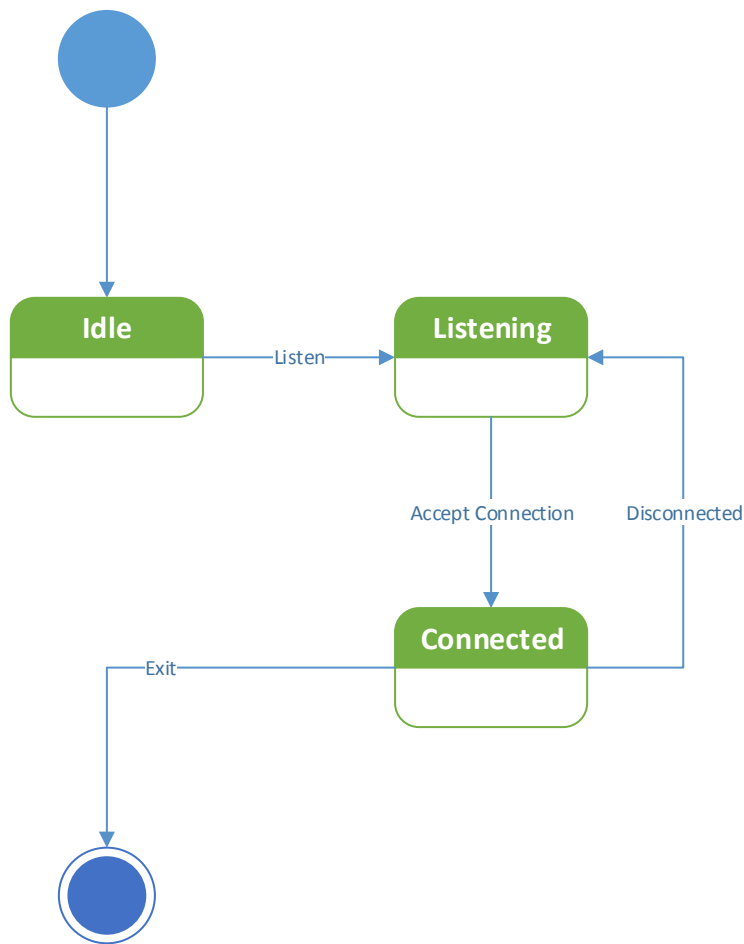 Idle
Listening
Listen
Accept Connection
Disconnected
Connected
Exit